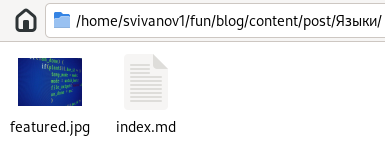 /home/svivanov1/fun/blog/content/post/Языки/
featured.jpg
index.md